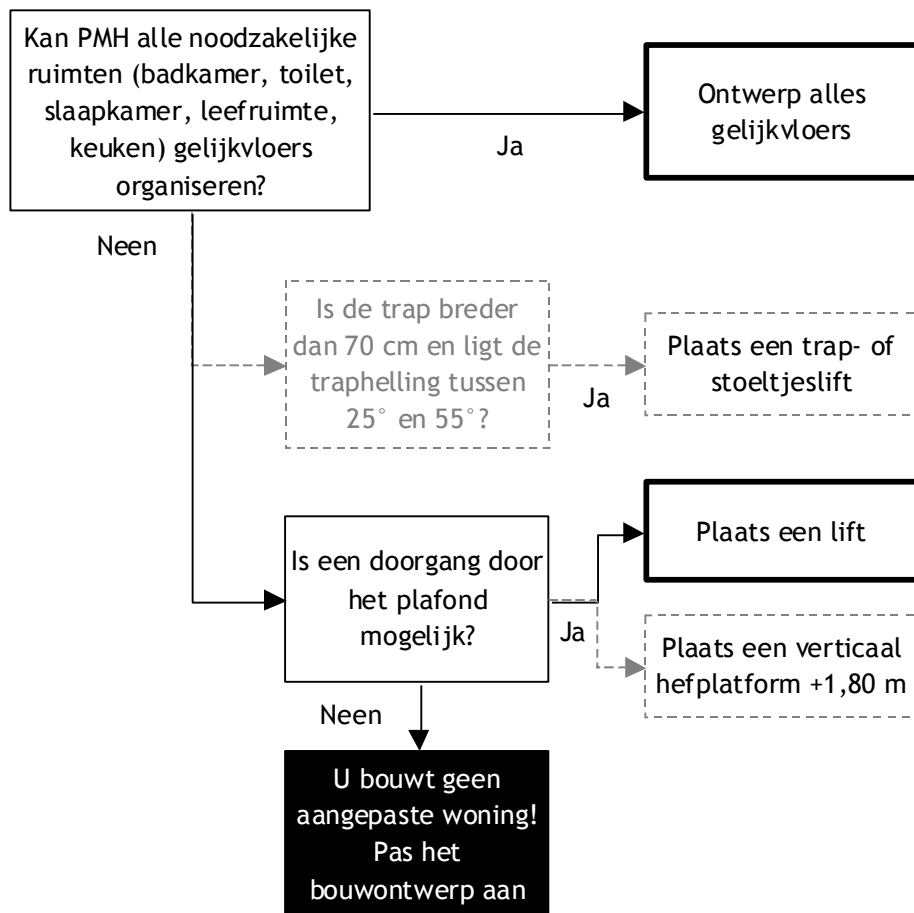 Kan PMH alle noodzakelijke
ruimten (badkamer, toilet,
slaapkamer, leefruimte,
keuken) gelijkvloers
organiseren?
Ja
Ontwerp alles
gelijkvloers
Neen
Is de trap breder
dan 70 cm en ligt de
traphelling tussen
25° en 55°?
Ja
Plaats een trap- of
stoeltjeslift
Is een doorgang door
het plafond
mogelijk?
Ja
Plaats een lift
Plaats een verticaal
hefplatform +1,80 m
Neen
U bouwt geen
aangepaste woning!
Pas het
bouwontwerp aan